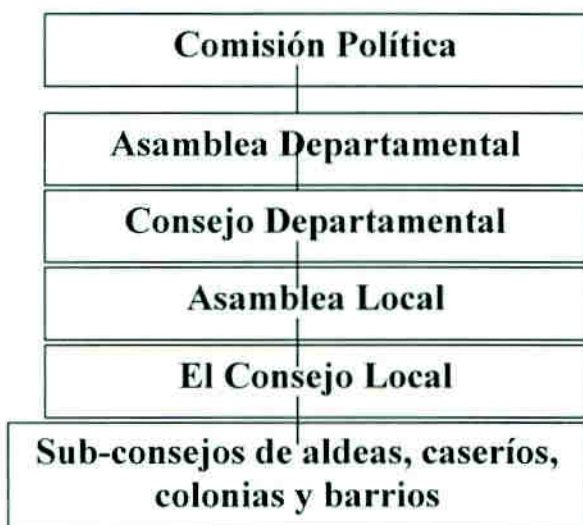 Comisión Política
Asamblea Departamental
Consejo Departamental
Asamblea Local
El Consejo Local
Sub-consejos de aldeas, caseríos,
colonias y barrios